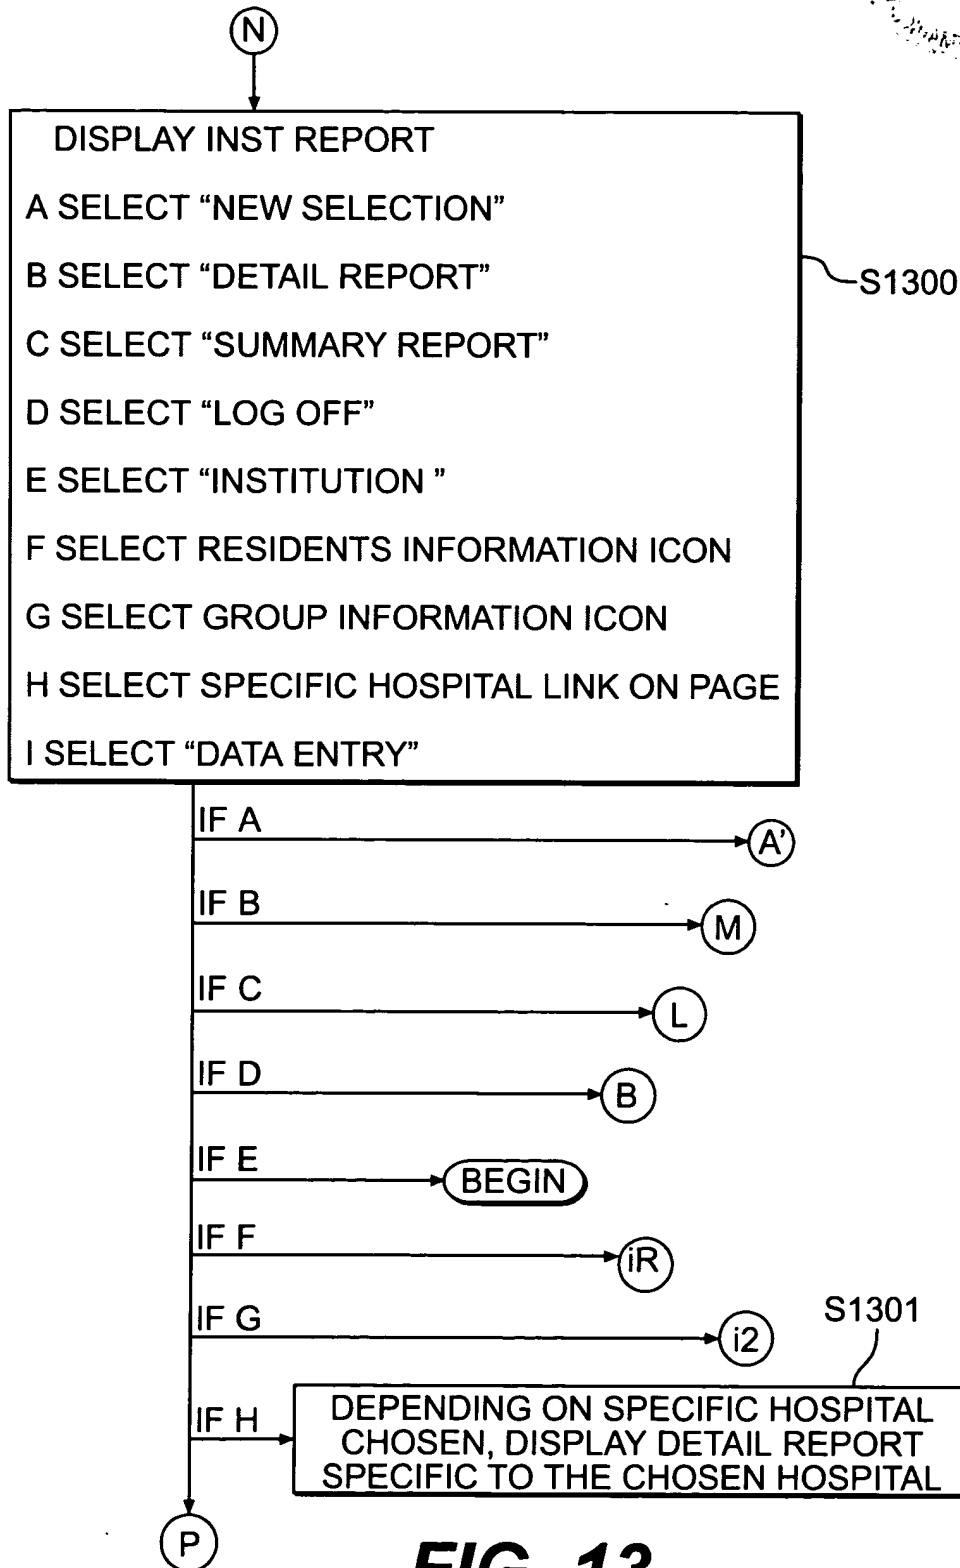 N
DISPLAY INST REPORT
A SELECT “NEW SELECTION”
B SELECT “DETAIL REPORT”
C SELECT “SUMMARY REPORT”
D SELECT “LOG OFF”
E SELECT “INSTITUTION ”
F SELECT RESIDENTS INFORMATION ICON
G SELECT GROUP INFORMATION ICON
H SELECT SPECIFIC HOSPITAL LINK ON PAGE
I SELECT “DATA ENTRY”
S1300
IF A
A'
IF B
M
IF C
L
IF D
B
IF E
BEGIN
IF F
iR
IF G
i2
S1301
IF H
DEPENDING ON SPECIFIC HOSPITAL
CHOSEN, DISPLAY DETAIL REPORT
SPECIFIC TO THE CHOSEN HOSPITAL
P
FIG. 13